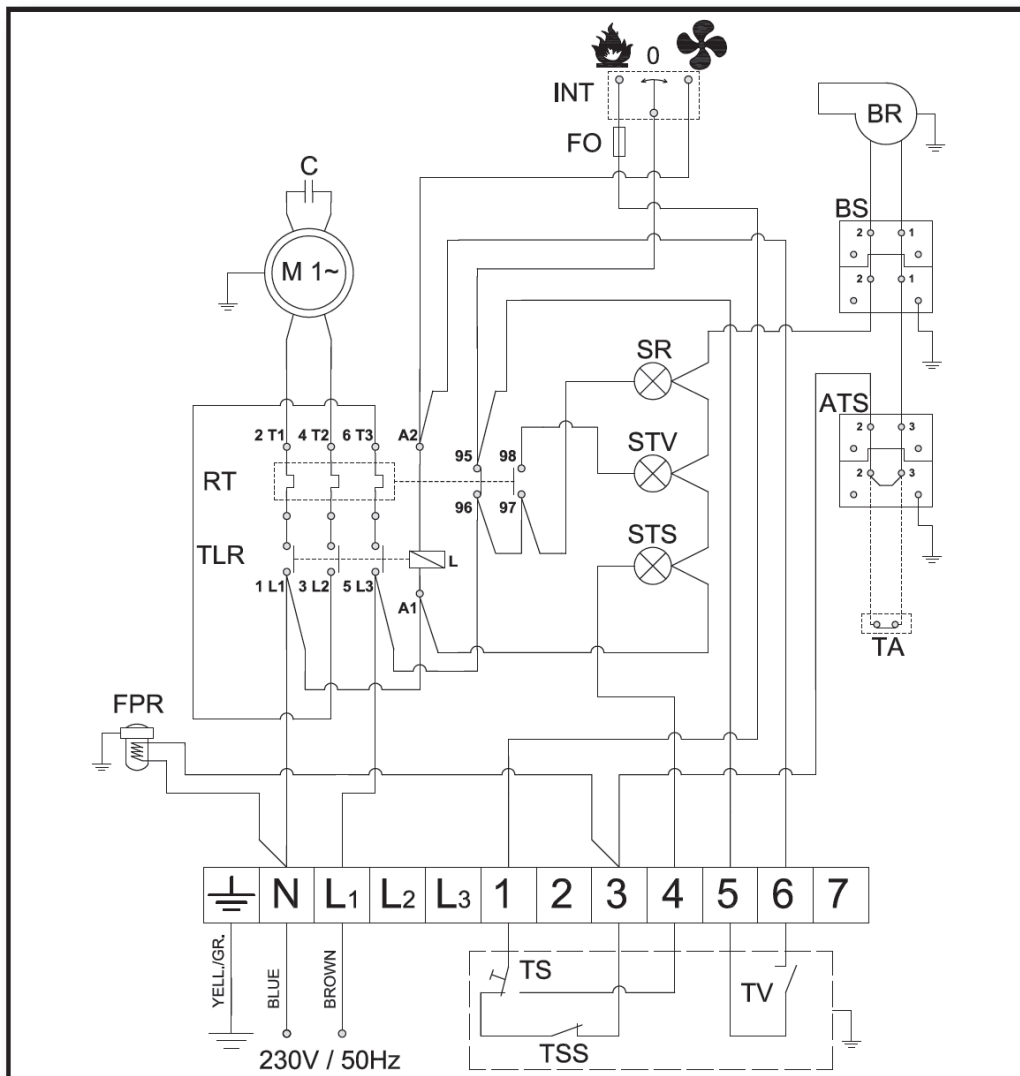 0
INT
BR
FO
C
BS
2 1
M 1~
2 1
SR
ATS
2 T1 4 T2 6 T3 A2
2 3
STV
95 98
RT
2 3
96 97
STS
TLR
L
1 L1 3 L2 5 L3
A1
TA
FPR
N L1 L2 L3 1 2 3 4 5 6 7
YELL./GR.
BLUE
BROWN
TS
TV
TSS
230V / 50Hz